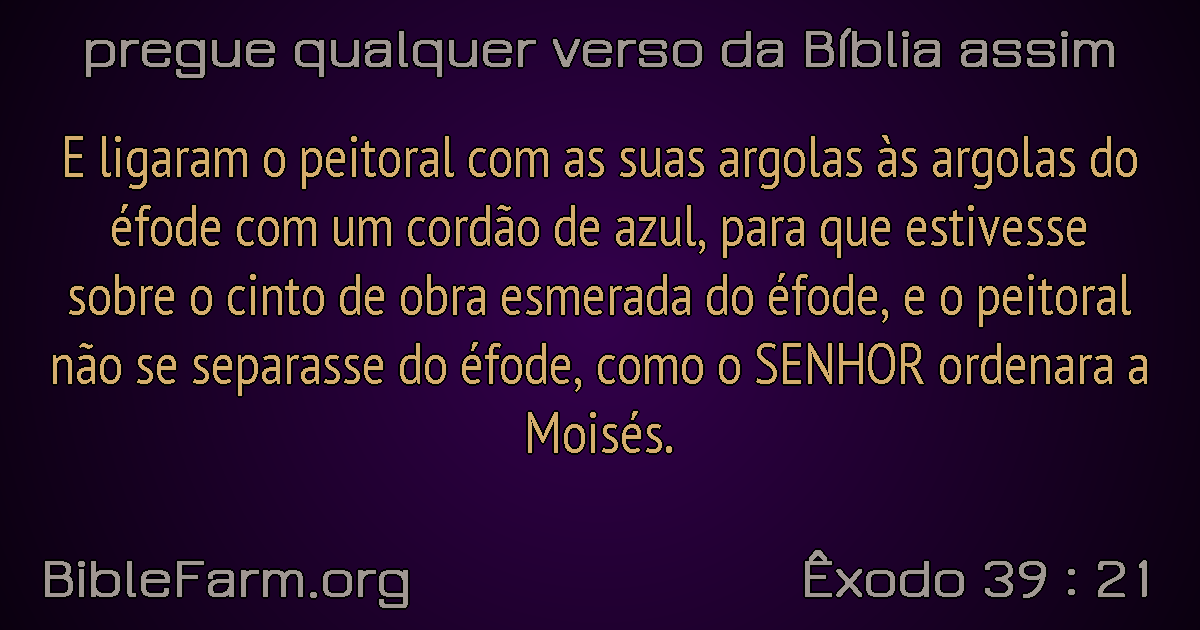 pregue qualquer verso da Bíblia assim
E ligaram o peitoral com as suas argolas às argolas do
éfode com um cordão de azul, para que estivesse
sobre o cinto de obra esmerada do éfode, e o peitoral
não se separasse do éfode, como o SENHOR ordenara a
Moisés.
BibleFarm.org
Êxodo 39 : 21